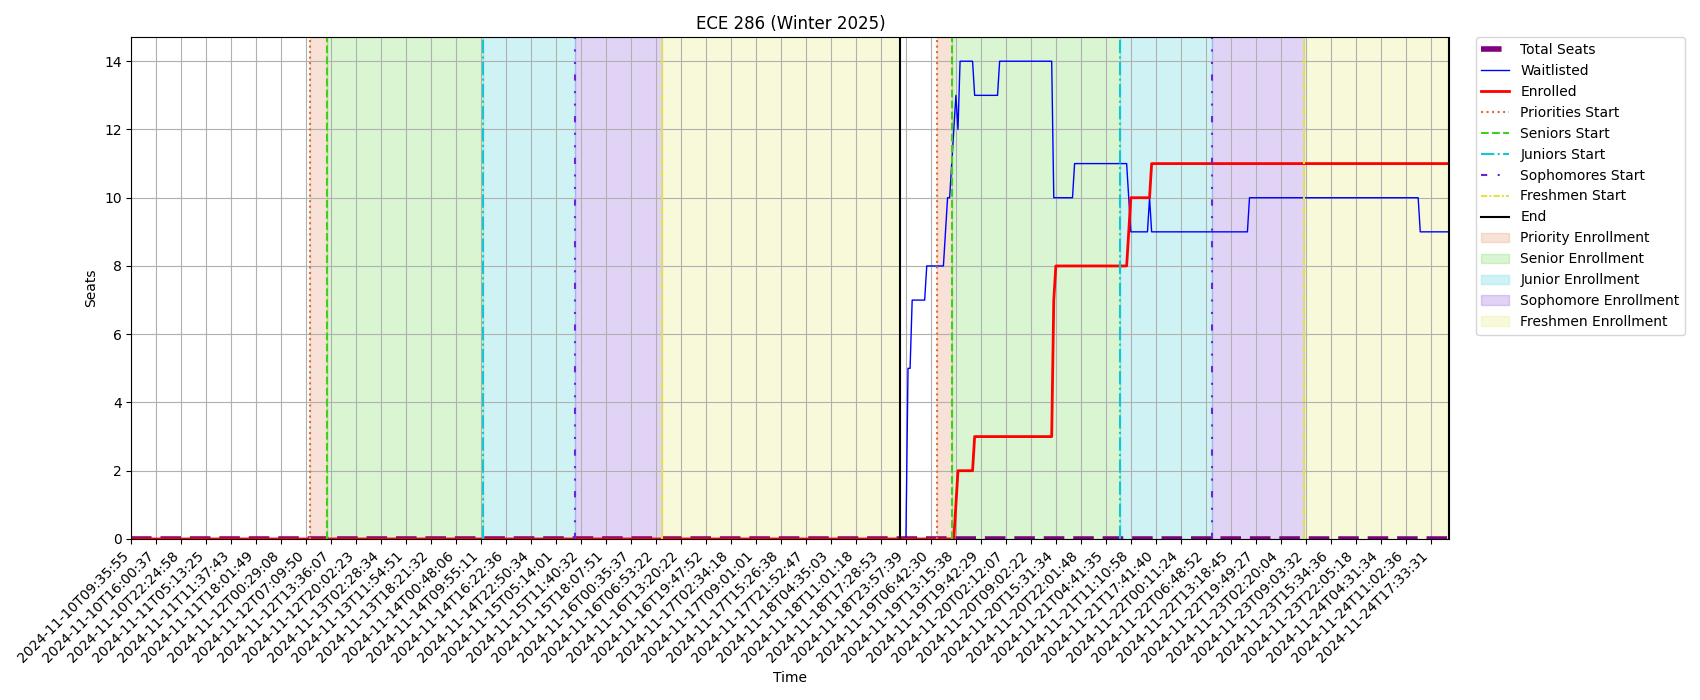 ECE 286 (Winter 2025)
Seats
14
12
10
8
6
4
2
0
2024-11-10T09:35:55
2024-11-10T16:00:37
2024-11-10T22:24:58
2024-11-11T05:13:25
2024-11-11T11:37:43
2024-11-11T18:01:49
2024-11-12T00:29:08
2024-11-12T07:09:50
2024-11-12T13:36:07
2024-11-12T20:02:23
2024-11-13T02:28:34
2024-11-13T11:54:51
2024-11-13T18:21:32
2024-11-14T00:48:06
2024-11-14T09:55:11
2024-11-14T16:22:36
2024-11-14T22:50:34
2024-11-15T05:14:01
2024-11-15T11:40:32
2024-11-15T18:07:51
2024-11-16T00:35:37
2024-11-16T06:53:22
2024-11-16T13:20:22
2024-11-16T19:47:52
2024-11-17T02:34:18
2024-11-17T09:01:01
2024-11-17T15:26:38
2024-11-17T21:52:47
2024-11-18T04:35:03
2024-11-18T11:01:18
2024-11-18T17:28:53
2024-11-18T23:57:39
2024-11-19T06:42:30
2024-11-19T13:15:38
2024-11-19T19:42:29
2024-11-20T02:12:07
2024-11-20T09:02:22
2024-11-20T15:31:34
2024-11-20T22:01:48
2024-11-21T04:41:35
2024-11-21T11:10:58
2024-11-21T17:41:40
2024-11-22T00:11:24
2024-11-22T06:48:52
2024-11-22T13:18:45
2024-11-22T19:49:27
2024-11-23T02:20:04
2024-11-23T09:03:32
2024-11-23T15:34:36
2024-11-23T22:05:18
2024-11-24T04:31:34
2024-11-24T11:02:36
2024-11-24T17:33:31
Time
Total Seats
Waitlisted
Enrolled
Priorities Start
Seniors Start
Juniors Start
Sophomores Start
Freshmen Start
End
Priority Enrollment
Senior Enrollment
Junior Enrollment
Sophomore Enrollment
Freshmen Enrollment